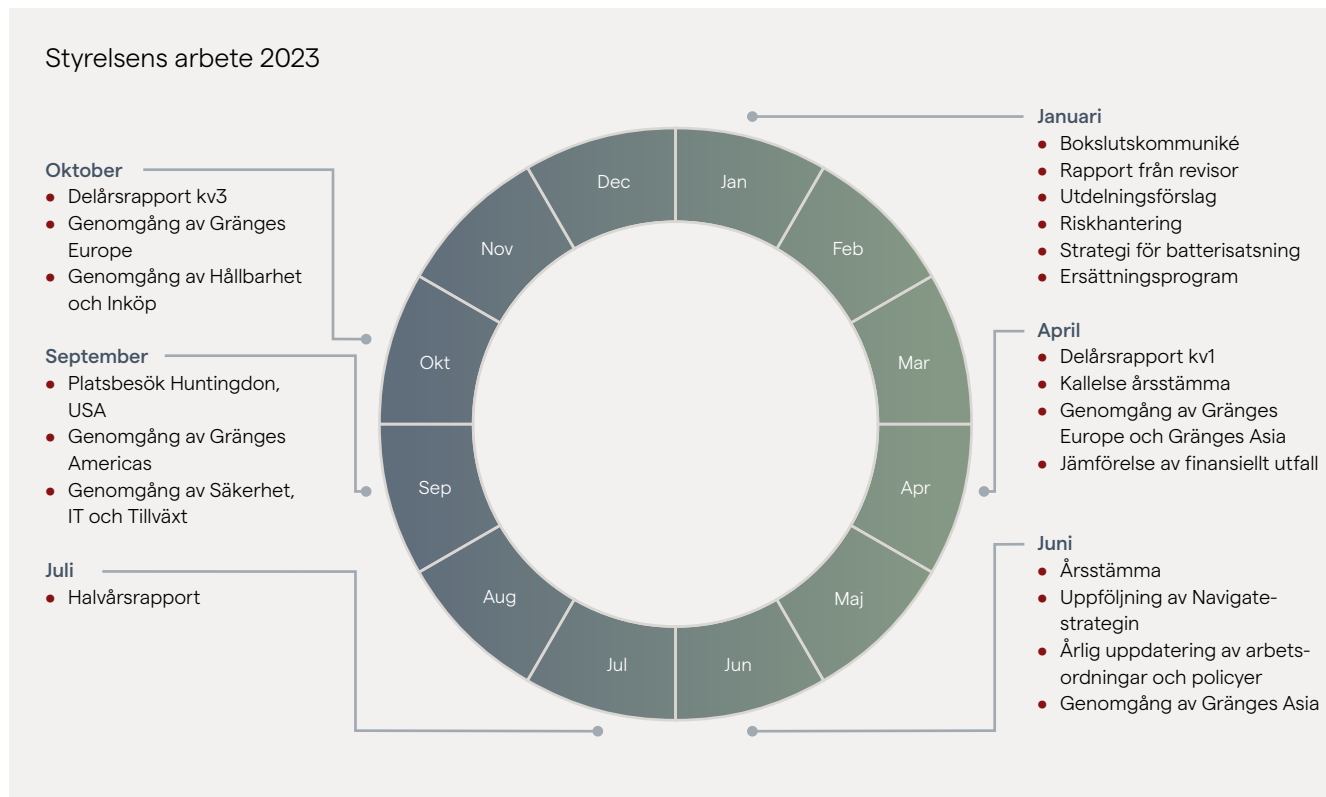 Styrelsens arbete 2023
Januari
Bokslutskommuniké
Rapport från revisor
Utdelningsförslag
Riskhantering
Strategi för batterisatsning
Ersättningsprogram
April
Delårsrapport kv1
Kallelse årsstämma
Genomgång av Gränges
Europe och Gränges Asia
Jämförelse av finansiellt utfall
Juni
Årsstämma
Uppföljning av Navigate-
strategin
Årlig uppdatering av arbets-
ordningar och policyer
Genomgång av Gränges Asia
Juli
Halvårsrapport
September
Platsbesök Huntingdon,
USA
Genomgång av Gränges
Americas
Genomgång av Säkerhet,
IT och Tillväxt
Oktober
Delårsrapport kv3
Genomgång av Gränges
Europe
Genomgång av Hållbarhet
och Inköp
Jan
Feb
Mar
Apr
Maj
Jun
Jul
Aug
Sep
Okt
Nov
Dec